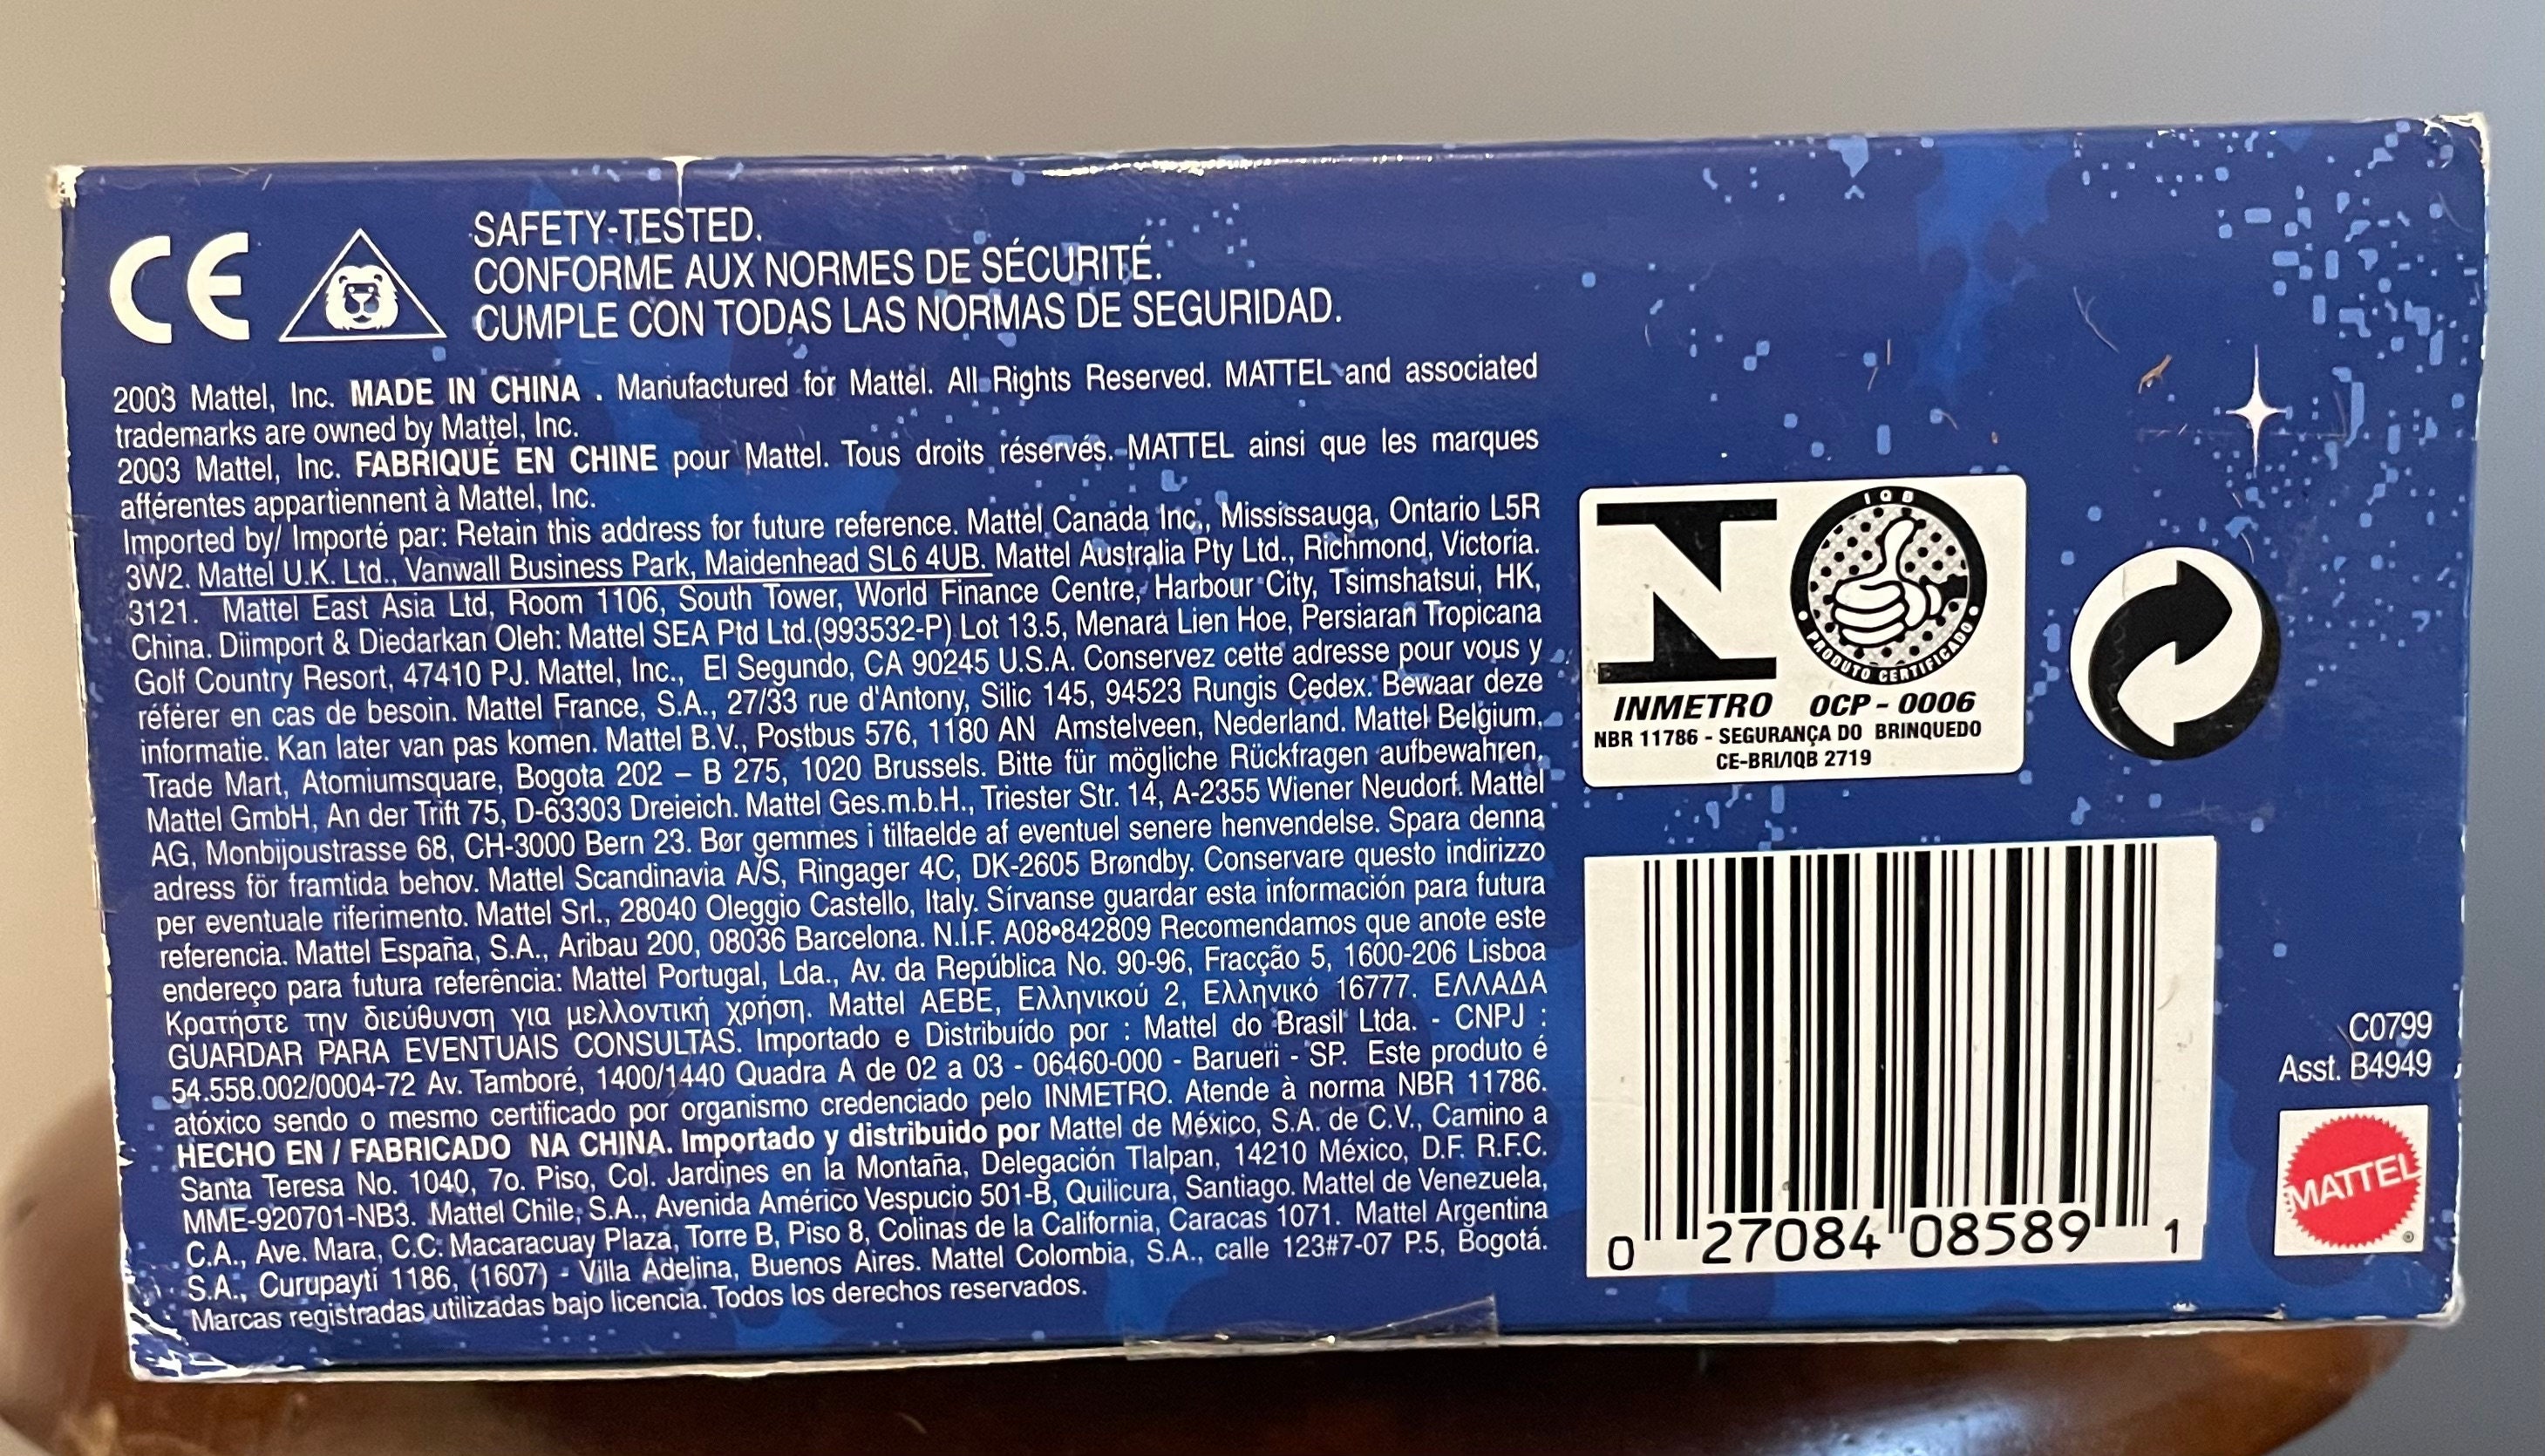 CE
SAFETY-TESTED.
CONFORME AUX NORMES DE SÉCURITÉ.
CUMPLE CON TODAS LAS NORMAS DE SEGURIDAD.
2003 Mattel, Inc. MADE IN CHINA . Manufactured for Mattel. All Rights Reserved. MATTEL and associated
trademarks are owned by Mattel, Inc.
2003 Mattel, Inc. FABRIQUÉ EN CHINE pour Mattel. Tous droits réservés. MATTEL ainsi que les marques
afférentes appartiennent à Mattel, Inc.
Imported by/ Importé par: Retain this address for future reference. Mattel Canada Inc., Mississauga, Ontario L5R
3W2. Mattel U.K. Ltd., Vanwall Business Park, Maidenhead SL6 4UB. Mattel Australia Pty Ltd., Richmond, Victoria.
3121. Mattel East Asia Ltd, Room 1106, South Tower, World Finance Centre, Harbour City, Tsimshatsui, HK,
China. Diimport & Diedarkan Oleh: Mattel SEA Ptd Ltd.(993532-P) Lot 13.5, Menara Lien Hoe, Persiaran Tropicana
Golf Country Resort, 47410 PJ. Mattel, Inc., El Segundo, CA 90245 U.S.A. Conservez cette adresse pour vous y
référer en cas de besoin. Mattel France, S.A., 27/33 rue d'Antony, Silic 145, 94523 Rungis Cedex. Bewaar deze
informatie. Kan later van pas komen. Mattel B.V., Postbus 576, 1180 AN Amstelveen, Nederland. Mattel Belgium,
Trade Mart, Atomiumsquare, Bogota 202 – B 275, 1020 Brussels. Bitte für mögliche Rückfragen aufbewahren,
Mattel GmbH, An der Trift 75, D-63303 Dreieich. Mattel Ges.m.b.H., Triester Str. 14, A-2355 Wiener Neudorf. Mattel
AG, Monbijoustrasse 68, CH-3000 Bern 23. Bør gemmes i tilfaelde af eventuel senere henvendelse. Spara denna
adress för framtida behov. Mattel Scandinavia A/S, Ringager 4C, DK-2605 Brøndby. Conservare questo indirizzo
per eventuale riferimento. Mattel Srl., 28040 Oleggio Castello, Italy. Sírvanse guardar esta información para futura
referencia. Mattel España, S.A., Aribau 200, 08036 Barcelona. N.I.F. A08•842809 Recomendamos que anote este
endereço para futura referência: Mattel Portugal, Lda., Av. da República No. 90-96, Fracção 5, 1600-206 Lisboa
Κρατήστε την διεύθυνση για μελλοντική χρήση. Mattel AEBE, Ελληνικού 2, Ελληνικό 16777. ΕΛΛΑΔΑ
GUARDAR PARA EVENTUAIS CONSULTAS. Importado e Distribuído por : Mattel do Brasil Ltda. - CNPJ :
54.558.002/0004-72 Av. Tamboré, 1400/1440 Quadra A de 02 a 03 - 06460-000 - Barueri - SP. Este produto é
atóxico sendo o mesmo certificado por organismo credenciado pelo INMETRO. Atende à norma NBR 11786.
HECHO EN / FABRICADO NA CHINA. Importado y distribuido por Mattel de México, S.A. de C.V., Camino a
Santa Teresa No. 1040, 7o. Piso, Col. Jardines en la Montaña, Delegación Tlalpan, 14210 México, D.F. R.F.C.
MME-920701-NB3. Mattel Chile, S.A., Avenida Américo Vespucio 501-B, Quilicura, Santiago. Mattel de Venezuela,
C.A., Ave. Mara, C.C. Macaracuay Plaza, Torre B, Piso 8, Colinas de la California, Caracas 1071. Mattel Argentina
S.A., Curupaytí 1186, (1607) - Villa Adelina, Buenos Aires. Mattel Colombia, S.A., calle 123#7-07 P.5, Bogotá.
Marcas registradas utilizadas bajo licencia. Todos los derechos reservados.
IQB
PRODUTO CERTIFICADO
INMETRO OCP - 0006
NBR 11786 - SEGURANÇA DO BRINQUEDO
CE-BRI/IQB 2719
0 27084 08589 1
C0799
Asst. B4949
MATTEL
®